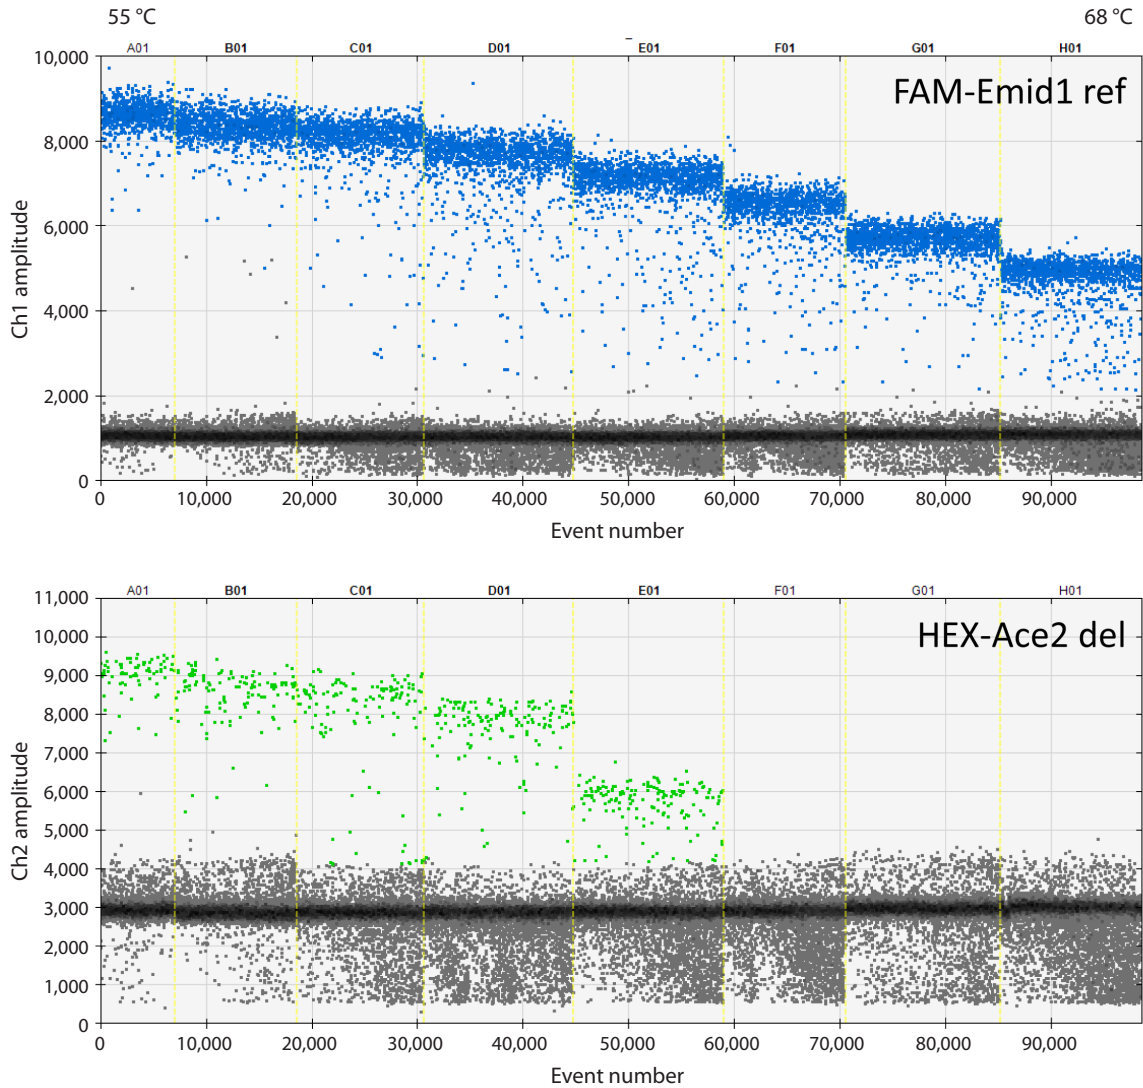 55 °C 68 °C
A01 B01 C01 D01 E01 F01 G01 H01
10,000
FAM-Emid1 ref
8,000
6,000
4,000
2,000
0
Ch1 amplitude
0 10,000 20,000 30,000 40,000 50,000 60,000 70,000 80,000 90,000
Event number
A01 B01 C01 D01 E01 F01 G01 H01
11,000
HEX-Ace2 del
10,000
9,000
8,000
7,000
6,000
5,000
4,000
3,000
2,000
1,000
0
Ch2 amplitude
0 10,000 20,000 30,000 40,000 50,000 60,000 70,000 80,000 90,000
Event number